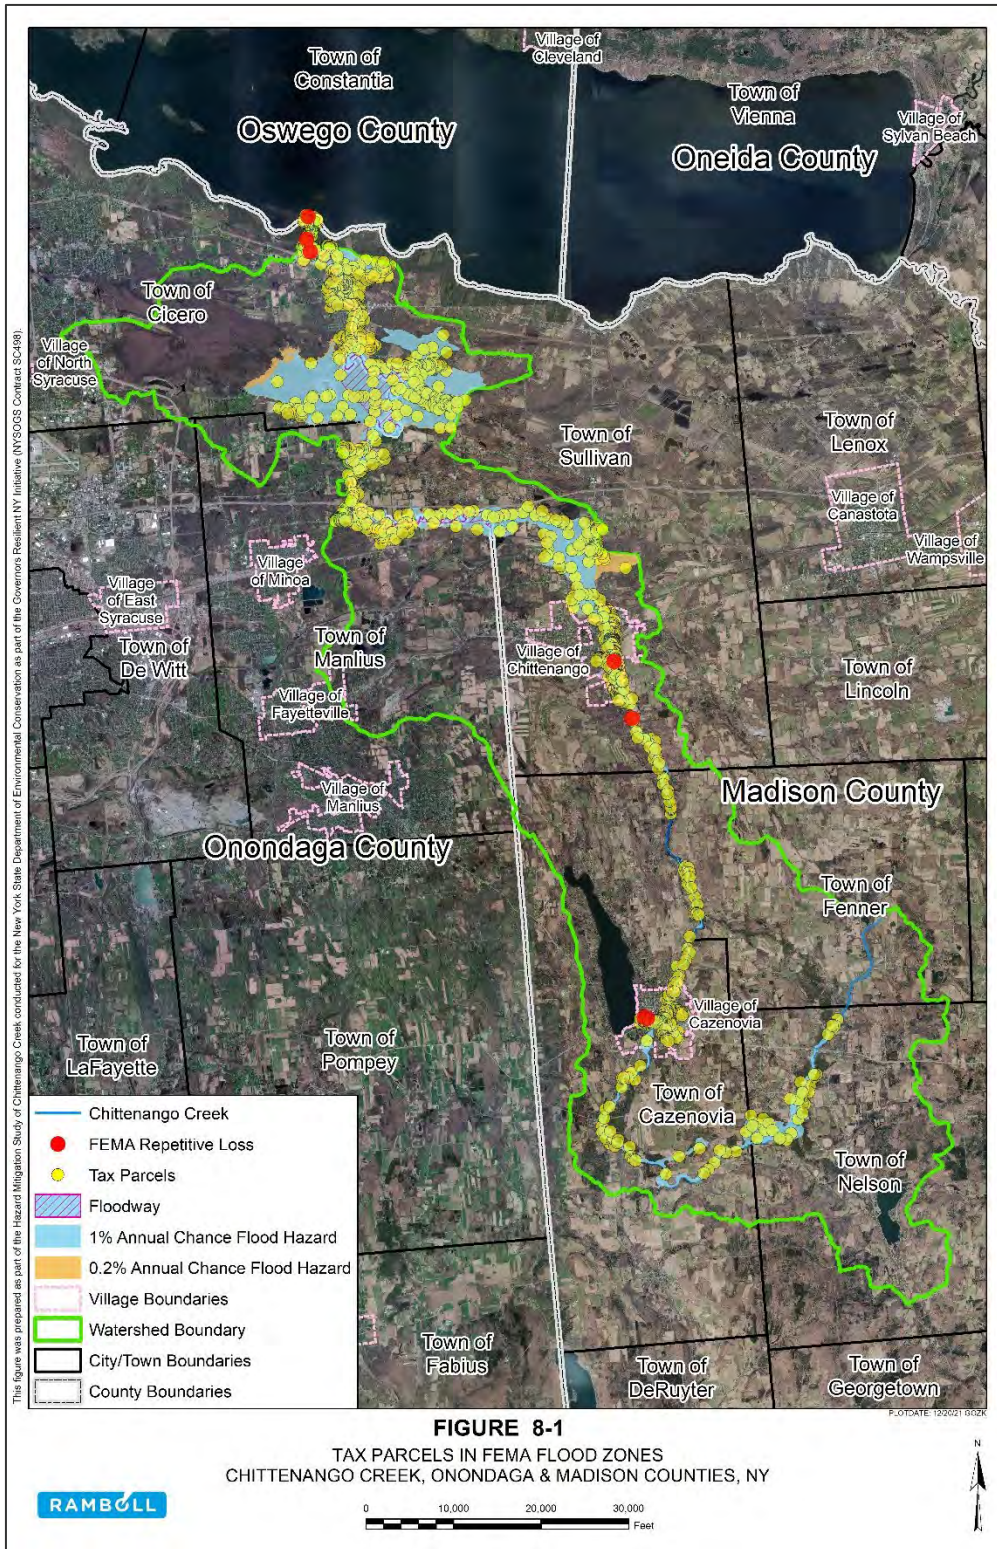 Village of
Cleveland
Town of
Constantia
Oswego County
Town of
Vienna
Oneida County
Village of
Sylvan Beach
Town of
Cicero
Village
of North
Syracuse
Town of
Sullivan
Town of
Lenox
Village of
Canastota
Village of
Wampsville
Village
of Minoa
Village
of East
Syracuse
Town of
De Witt
Town of
Manlius
Village of
Fayetteville
Village of
Chittenango
Town of
Lincoln
Village of
Manlius
Onondaga County
Madison County
Town of
Fenner
Village of
Cazenovia
Town of
LaFayette
Town of
Pompey
Town of
Cazenovia
Town of
Nelson
Town of
Fabius
Town of
DeRuyter
Town of
Georgetown
Chittenango Creek
FEMA Repetitive Loss
Tax Parcels
Floodway
1% Annual Chance Flood Hazard
0.2% Annual Chance Flood Hazard
Village Boundaries
Watershed Boundary
City/Town Boundaries
County Boundaries
This figure was prepared as part of the Hazard Mitigation Study of Chittenango Creek conducted for the New York State Department of Environmental Conservation as part of the Governors Resilient NY Initiative (NYSOGS Contract SC498).
PLOTDATE: 12/20/21 GOZK
FIGURE 8-1
TAX PARCELS IN FEMA FLOOD ZONES
CHITTENANGO CREEK, ONONDAGA & MADISON COUNTIES, NY
RAMBOLL
0 10,000 20,000 30,000
Feet
N